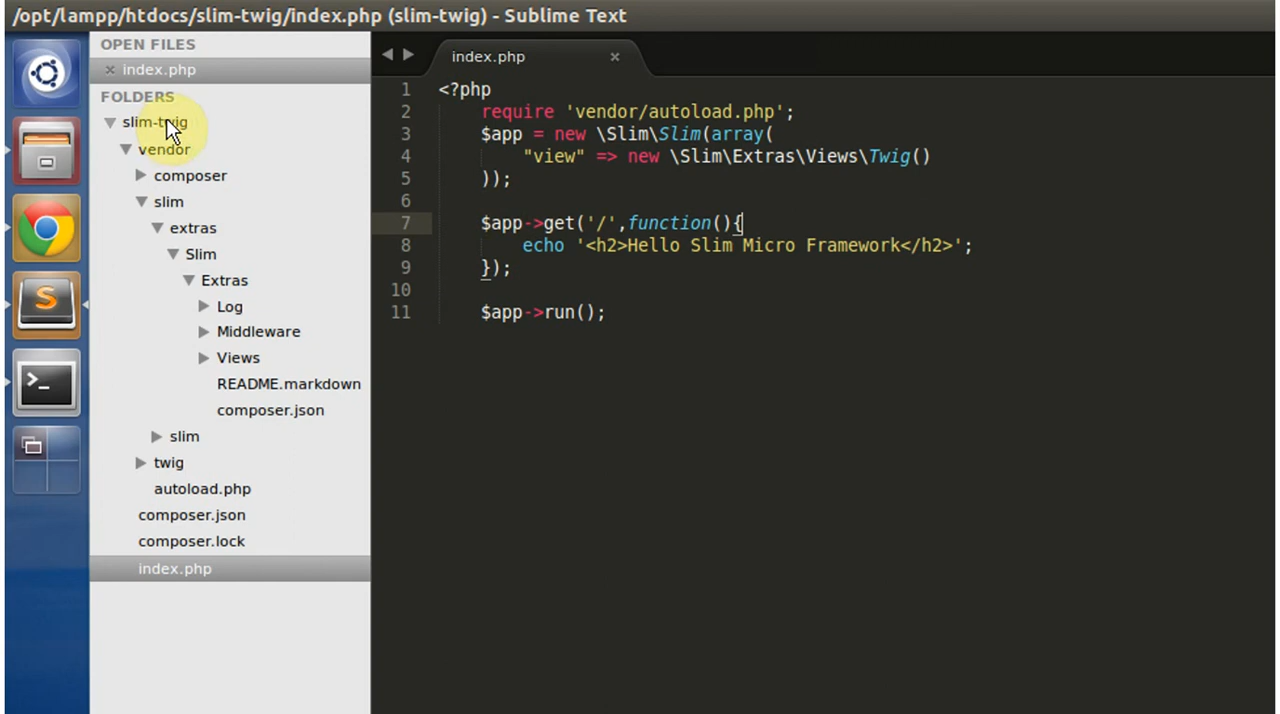 /opt/lampp/htdocs/slim-twig/index.php (slim-twig) - Sublime Text
OPEN FILES
× index.php
FOLDERS
slim-twig
vendor
composer
slim
extras
Slim
Extras
Log
Middleware
Views
README.markdown
composer.json
slim
twig
autoload.php
composer.json
composer.lock
index.php
index.php ×
1 <?php
2 require 'vendor/autoload.php';
3 $app = new \Slim\Slim(array(
4 "view" => new \Slim\Extras\Views\Twig()
5 ));
6
7 $app->get('/',function(){
8 echo '<h2>Hello Slim Micro Framework</h2>';
9 });
10
11 $app->run();